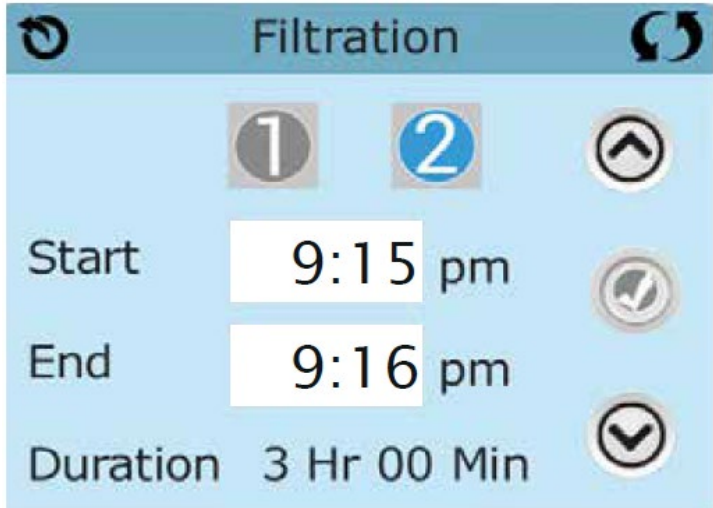 Filtration
1 2
Start 9:15 pm
End 9:16 pm
Duration 3 Hr 00 Min